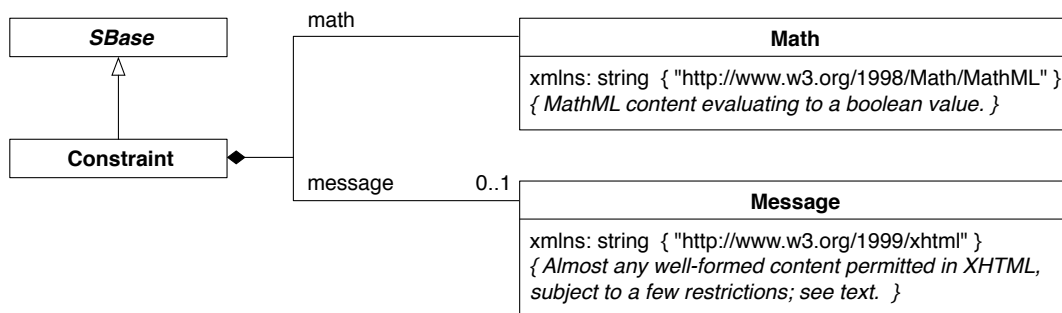 math
SBase
Math
xmlns: string { "http://www.w3.org/1998/Math/MathML" }
{ MathML content evaluating to a boolean value. }
Constraint
message 0..1
Message
xmlns: string { "http://www.w3.org/1999/xhtml" }
{ Almost any well-formed content permitted in XHTML,
subject to a few restrictions; see text. }